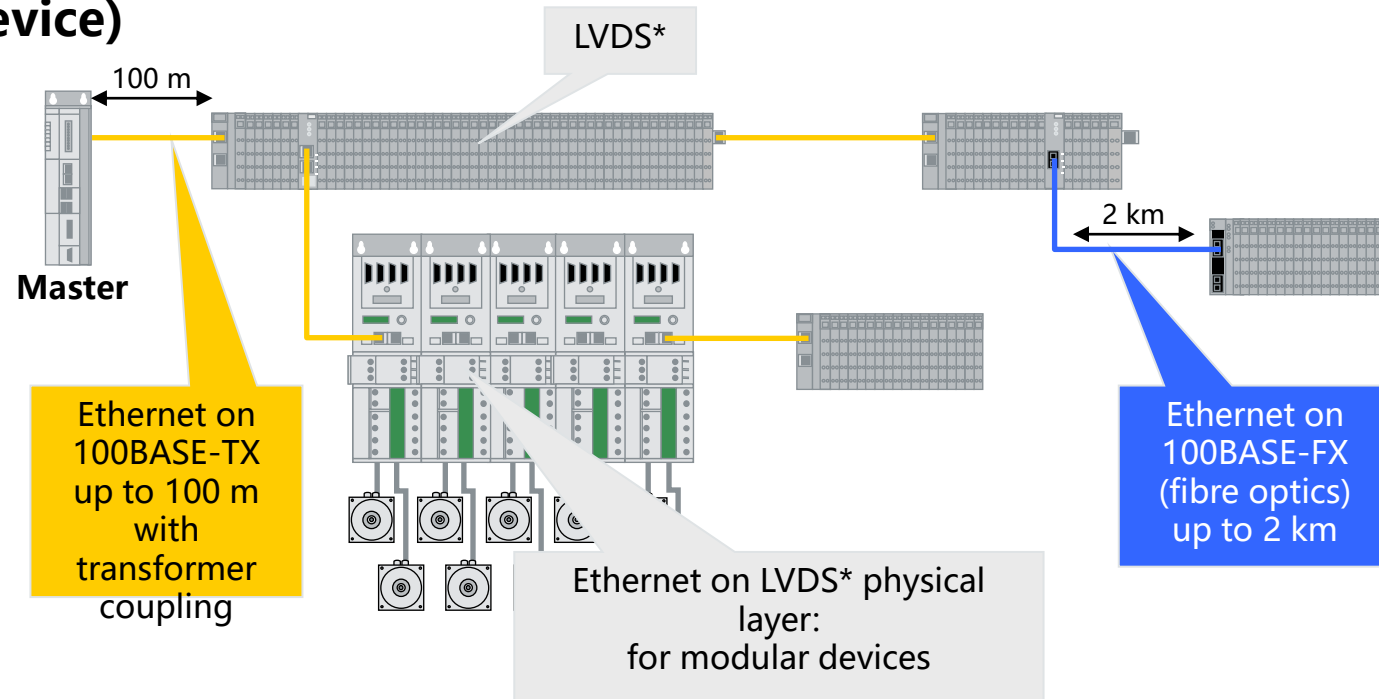 evice)
LVDS*
100 m
2 km
Master
Ethernet on
100BASE-TX
up to 100 m
with
transformer
coupling
Ethernet on
100BASE-FX
(fibre optics)
up to 2 km
Ethernet on LVDS* physical
layer:
for modular devices